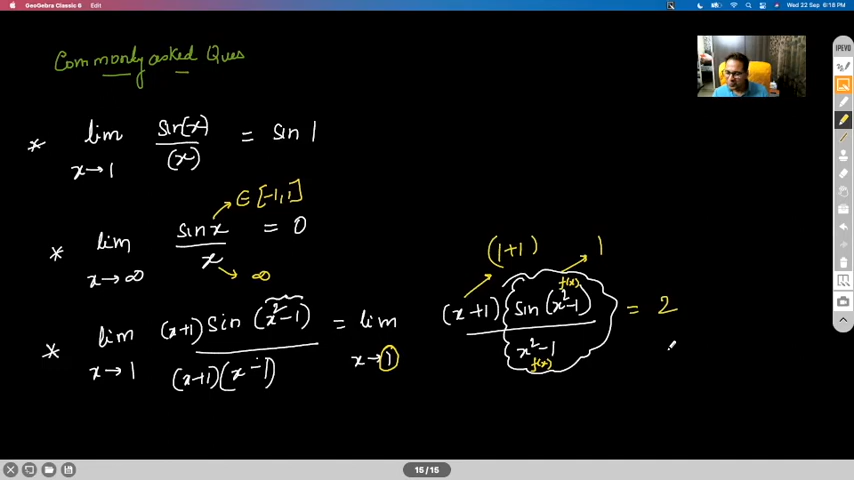 GeoGebra Classic 6 Edit
Wed 22 Sep 6:18 PM
IPEVO
Commonly asked Ques
* lim x→1 sin(x)/(x) = sin 1
* lim x→∞ sinx/x = 0
∈ [-1,1]
∞
* lim x→1 (x+1) sin (x²-1)/(x+1)(x-1) = lim x→1 (x+1) sin (x²-1)/x²-1 = 2
(1+1)
1
f(x)
f(x)
15/15